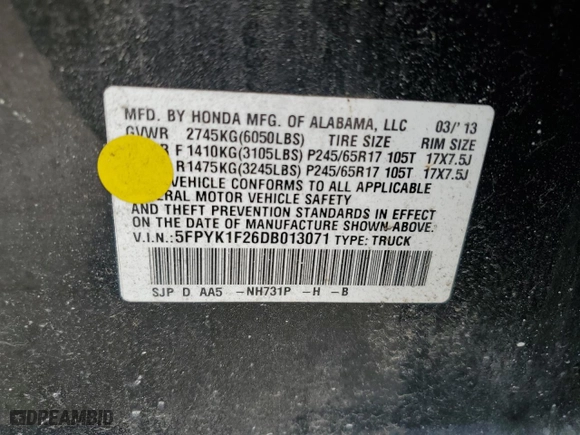 MFD. BY HONDA MFG. OF ALABAMA, LLC 03/'13
GVWR 2745KG(6050LBS) TIRE SIZE RIM SIZE
R F 1410KG(3105LBS) P245/65R17 105T 17X7.5J
R1475KG(3245LBS) P245/65R17 105T 17X7.5J
VEHICLE CONFORMS TO ALL APPLICABLE
ERAL MOTOR VEHICLE SAFETY
AND THEFT PREVENTION STANDARDS IN EFFECT
ON THE DATE OF MANUFACTURE SHOWN ABOVE.
V.I.N.:5FPYK1F26DB013071 TYPE: TRUCK
SJP D AA5 -NH731P -H -B
DREAMBID